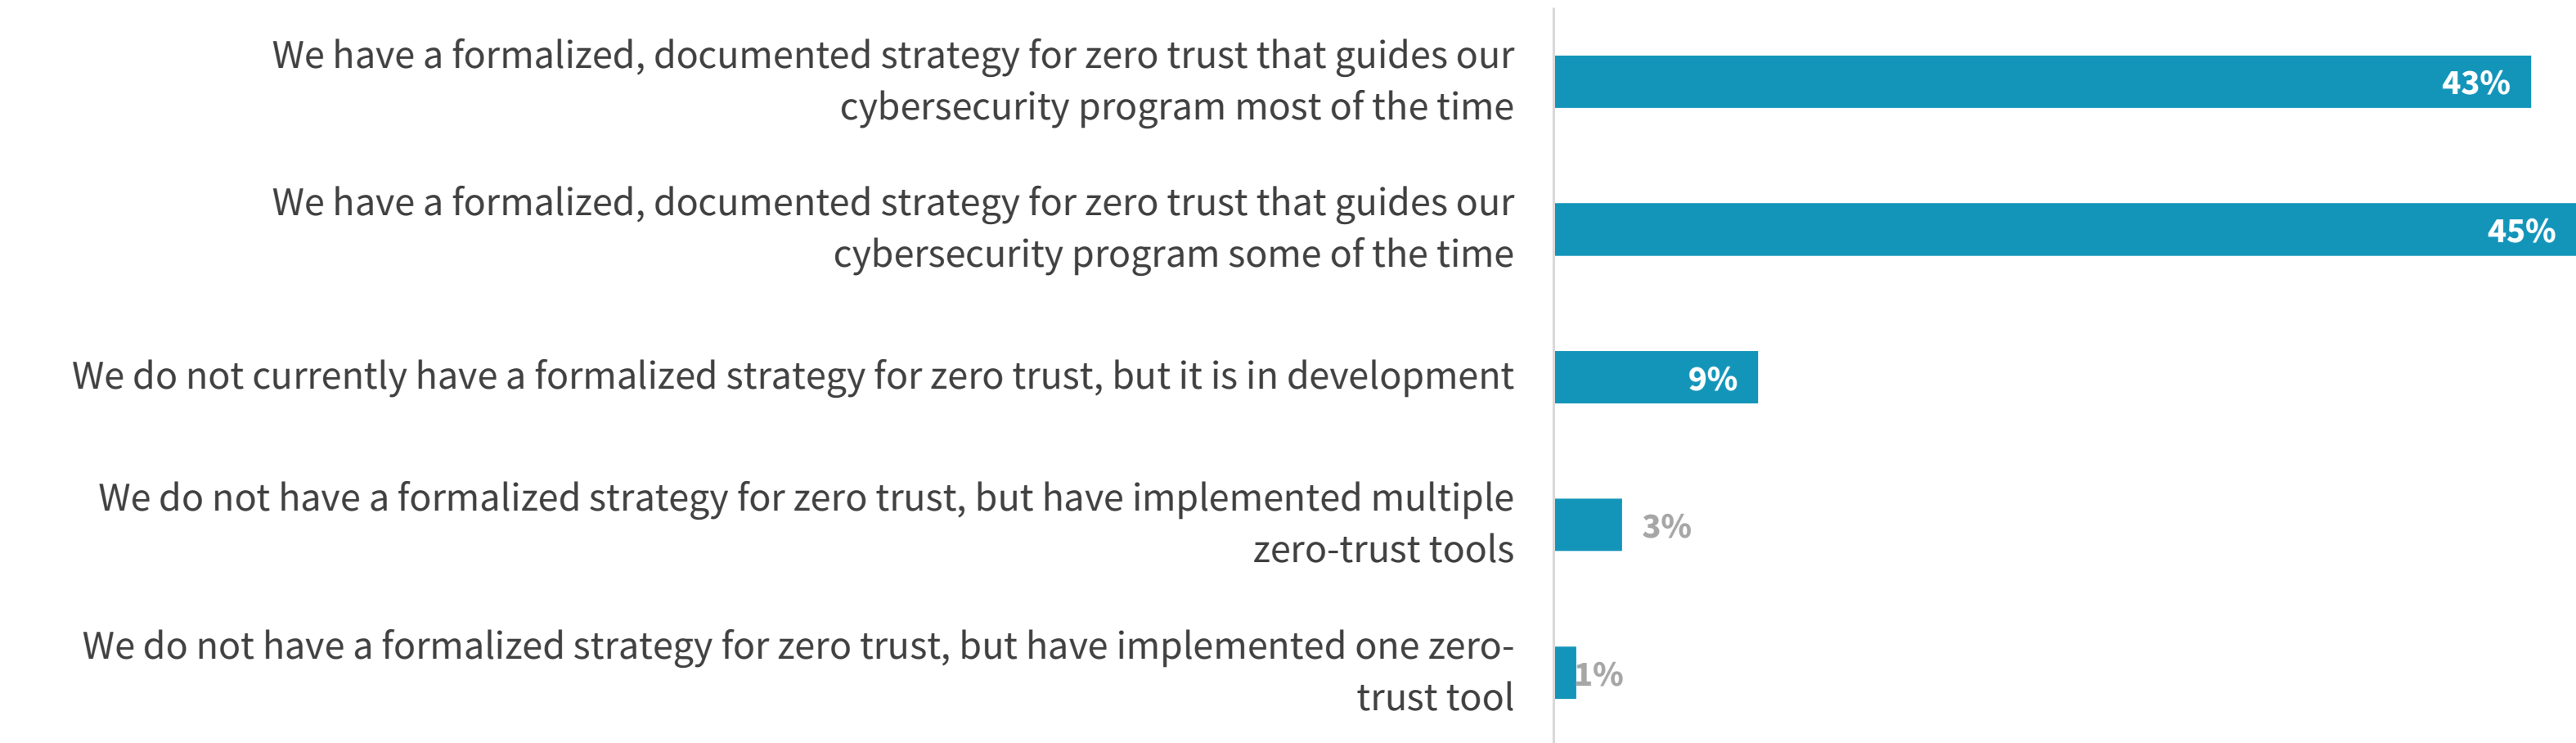 We have a formalized, documented strategy for zero trust that guides our
cybersecurity program most of the time
43%
We have a formalized, documented strategy for zero trust that guides our
cybersecurity program some of the time
45%
We do not currently have a formalized strategy for zero trust, but it is in development
9%
We do not have a formalized strategy for zero trust, but have implemented multiple
zero-trust tools
3%
We do not have a formalized strategy for zero trust, but have implemented one zero-
trust tool
1%